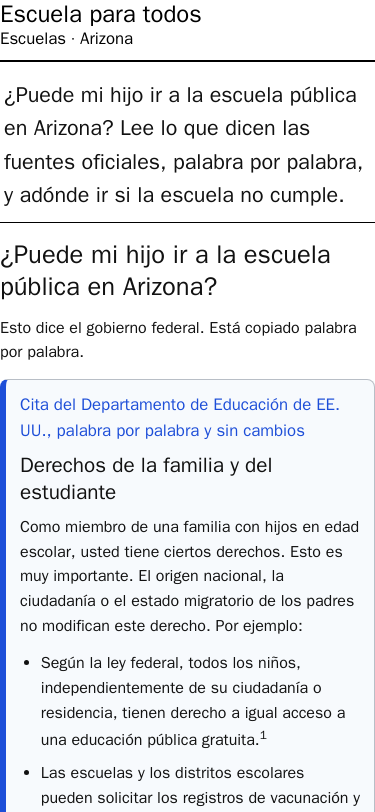 Escuela para todos
Escuelas · Arizona
¿Puede mi hijo ir a la escuela pública
en Arizona? Lee lo que dicen las
fuentes oficiales, palabra por palabra,
y adónde ir si la escuela no cumple.
¿Puede mi hijo ir a la escuela
pública en Arizona?
Esto dice el gobierno federal. Está copiado palabra
por palabra.
Cita del Departamento de Educación de EE.
UU., palabra por palabra y sin cambios
Derechos de la familia y del
estudiante
Como miembro de una familia con hijos en edad
escolar, usted tiene ciertos derechos. Esto es
muy importante. El origen nacional, la
ciudadanía o el estado migratorio de los padres
no modifican este derecho. Por ejemplo:
• Según la ley federal, todos los niños,
independientemente de su ciudadanía o
residencia, tienen derecho a igual acceso a
una educación pública gratuita.¹
• Las escuelas y los distritos escolares
pueden solicitar los registros de vacunación y